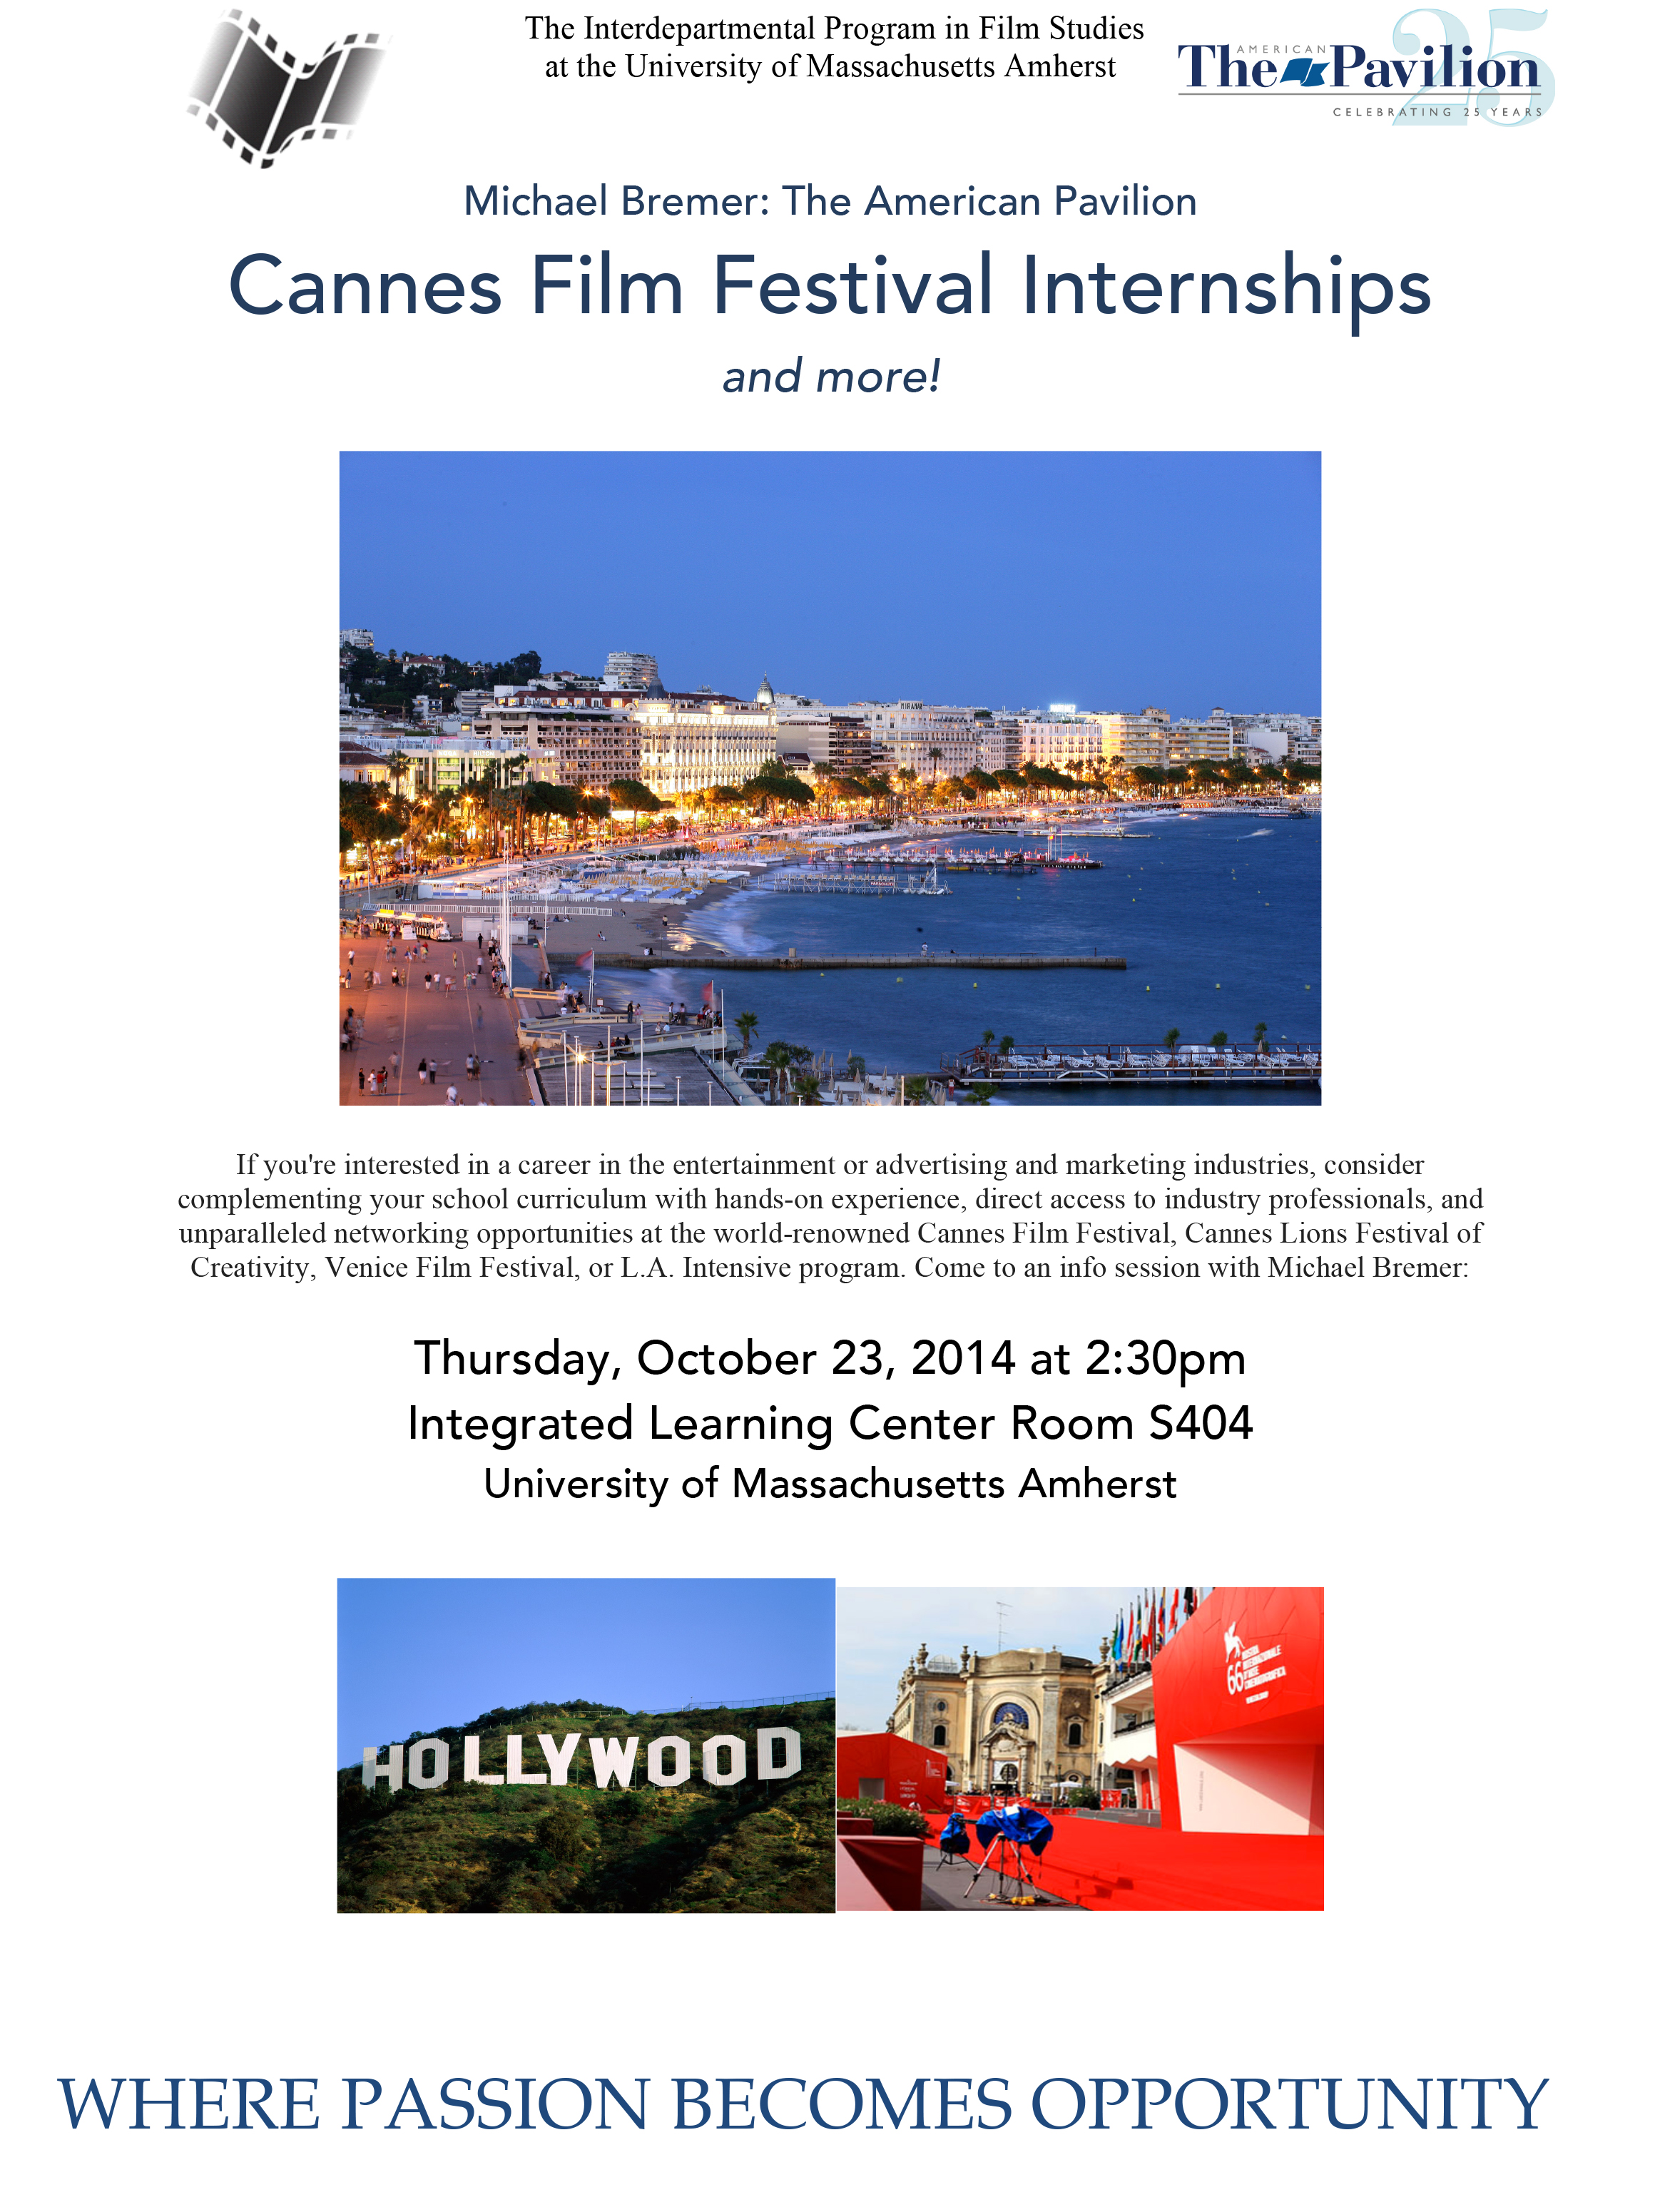 The Interdepartmental Program in Film Studies
at the University of Massachusetts Amherst
25
AMERICAN
The Pavilion
CELEBRATING 25 YEARS
Michael Bremer: The American Pavilion
Cannes Film Festival Internships
and more!
If you're interested in a career in the entertainment or advertising and marketing industries, consider
complementing your school curriculum with hands-on experience, direct access to industry professionals, and
unparalleled networking opportunities at the world-renowned Cannes Film Festival, Cannes Lions Festival of
Creativity, Venice Film Festival, or L.A. Intensive program. Come to an info session with Michael Bremer:
Thursday, October 23, 2014 at 2:30pm
Integrated Learning Center Room S404
University of Massachusetts Amherst
HOLLYWOOD
66
MOSTRA
INTERNAZIONALE
D'ARTE
CINEMATOGRAFICA
WHERE PASSION BECOMES OPPORTUNITY